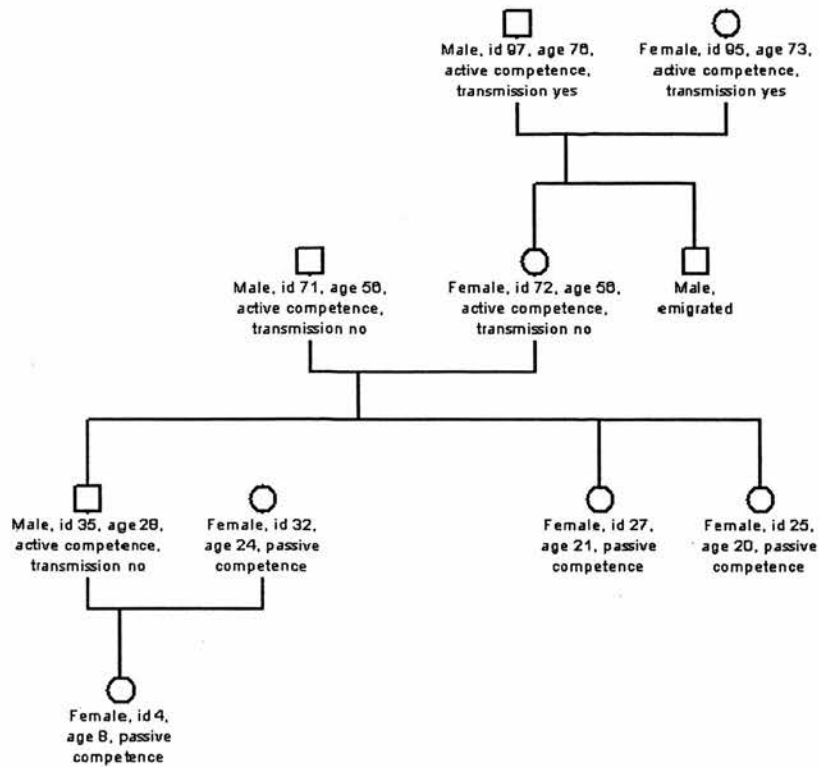 Male, id 97, age 76,
active competence,
transmission yes
Female, id 95, age 73,
active competence,
transmission yes
Male, id 71, age 56,
active competence,
transmission no
Female, id 72, age 56,
active competence,
transmission no
Male,
emigrated
Male, id 35, age 28,
active competence,
transmission no
Female, id 32,
age 24, passive
competence
Female, id 27,
age 21, passive
competence
Female, id 25,
age 20, passive
competence
Female, id 4,
age 8, passive
competence